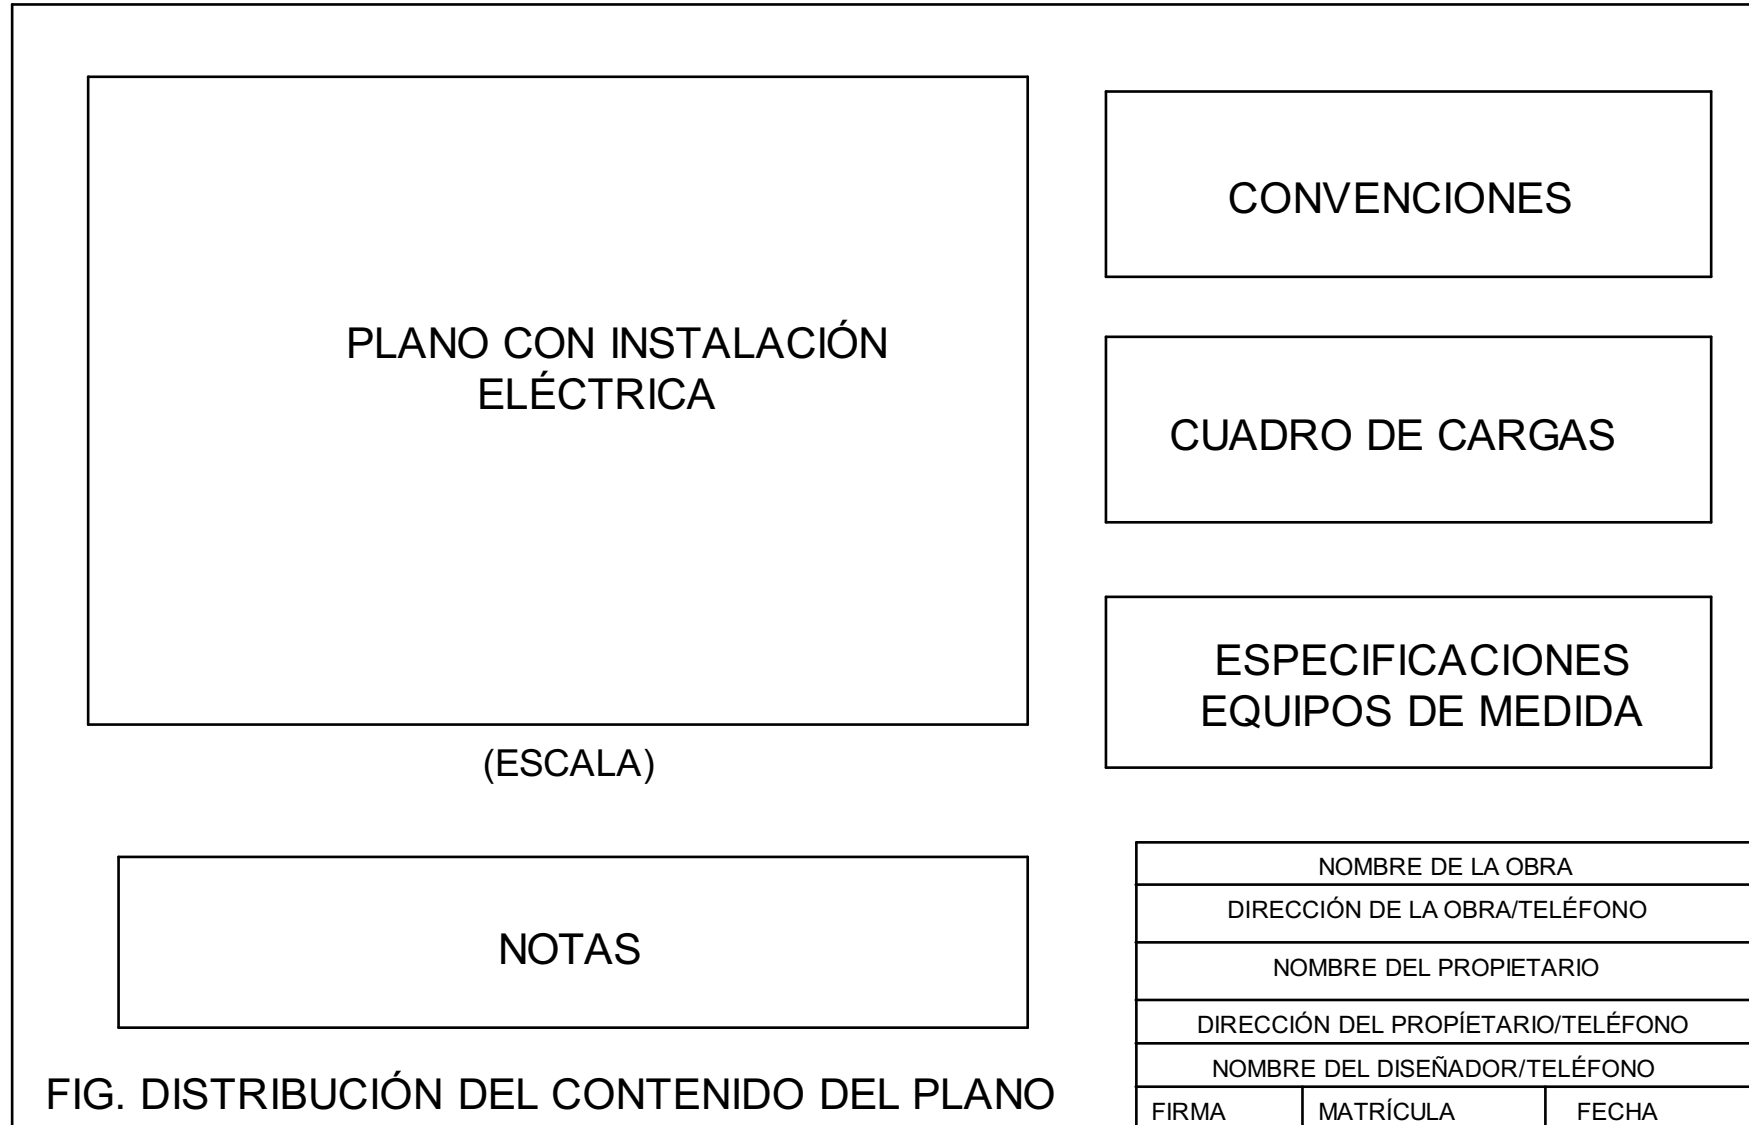 PLANO CON INSTALACIÓN
ELÉCTRICA
(ESCALA)
NOTAS
FIG. DISTRIBUCIÓN DEL CONTENIDO DEL PLANO
CONVENCIONES
CUADRO DE CARGAS
ESPECIFICACIONES
EQUIPOS DE MEDIDA
NOMBRE DE LA OBRA
DIRECCIÓN DE LA OBRA/TELÉFONO
NOMBRE DEL PROPIETARIO
DIRECCIÓN DEL PROPÍETARIO/TELÉFONO
NOMBRE DEL DISEÑADOR/TELÉFONO
FIRMA MATRÍCULA FECHA